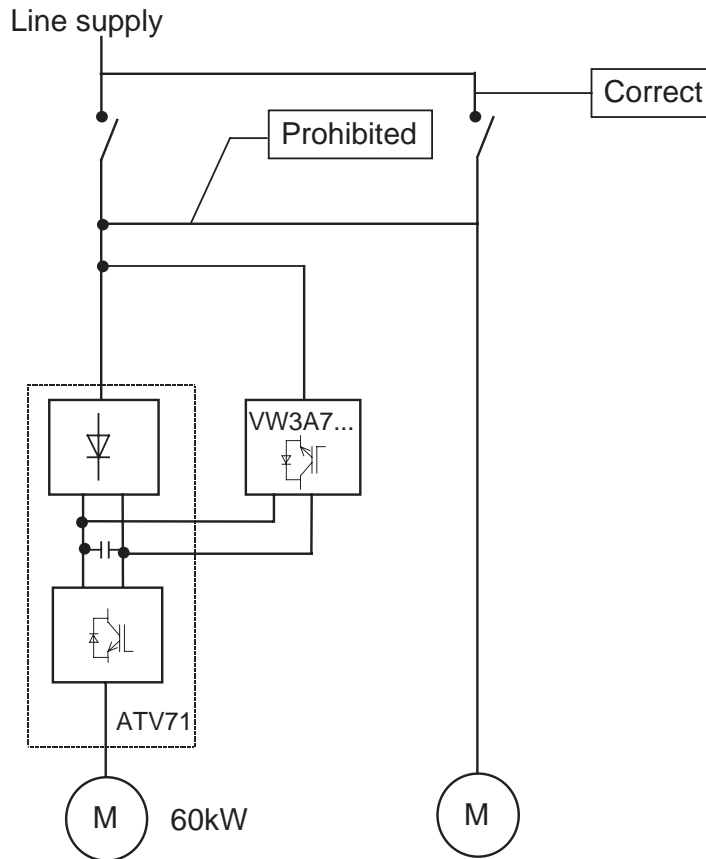 Line supply
Correct
Prohibited
VW3A7...
ATV71
M
60kW
M